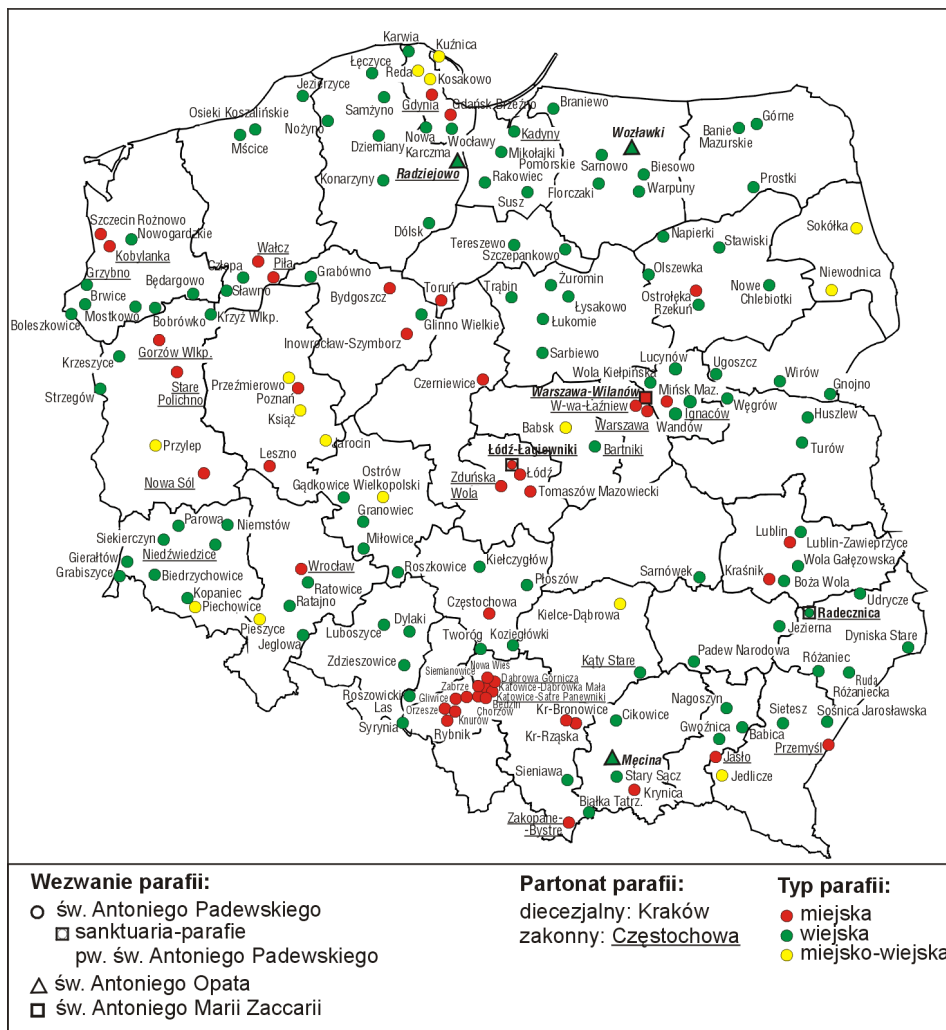 Karwia
Kuźnica
Łęczyce
Reda
Kosakowo
Jezierzyce
Gdynia
Gdańsk Brzeźno
Braniewo
Samżyno
Osieki Koszalińskie
Nożyno
Nowa
Karczma
Wocławy
Kadyny
Wozławki
Górne
Banie
Mazurskie
Mścice
Dziemiany
Mikołajki
Pomorskie
Sarnowo
Biesowo
Radziejowo
Konarzyny
Rakowiec
Susz
Florczaki
Warpuny
Prostki
Szczecin
Rożnowo
Nowogardzkie
Kobylanka
Dólsk
Tereszewo
Szczepankowo
Napierki
Stawiski
Sokółka
Wałcz
Piła
Grzybno
Człopa
Grabówno
Będargowo
Sławno
Bydgoszcz
Toruń
Trąbin
Żuromin
Olszewka
Niewodnica
Nowe
Chlebiotki
Ostrołęka
Rzekuń
Łysakowo
Brwice
Mostkowo
Bobrówko
Krzyż Wlkp.
Boleszkowice
Glinno Wielkie
Łukomie
Inowrocław-Szymborz
Gorzów Wlkp.
Krzeszyce
Sarbiewo
Lucynów
Wola Kiełpińska
Ugoszcz
Wirów
Gnojno
Stare
Polichno
Przeźmierowo
Poznań
Czerniewice
Strzegów
Książ
Warszawa-Wilanów
Mińsk Maz.
W-wa-Łaźniew
Ignaców
Węgrów
Huszlew
Warszawa
Wandów
Babsk
Bartniki
Turów
Przylep
Jarocin
Łódź-Łagiewniki
Leszno
Nowa Sól
Ostrów
Wielkopolski
Gądkowice
Zduńska
Wola
Łódź
Tomaszów Mazowiecki
Granowiec
Parowa
Niemstów
Siekierczyn
Niedźwiedzice
Miłowice
Lublin
Lublin-Zawieprzyce
Gierałtów
Grabiszyce
Biedrzychowice
Wrocław
Roszkowice
Kiełczygłów
Wola Gałęzowska
Kraśnik
Boża Wola
Sarnówek
Płoszów
Kopaniec
Piechowice
Ratowice
Ratajno
Udrycze
Częstochowa
Kielce-Dąbrowa
Radecznica
Pieszyce
Jeglowa
Luboszyce
Dylaki
Tworóg
Koziegłówki
Jezierna
Dyniska Stare
Zdzieszowice
Nowa Wieś
Siemianowice
Dąbrowa Górnicza
Katowice-Dąbrówka Mała
Katowice-Satre Panewniki
Zabrze
Gliwice
Będzin
Orzesze
Chorzów
Knurów
Rybnik
Kąty Stare
Padew Narodowa
Różaniec
Ruda
Różaniecka
Roszowicki
Las
Syrynia
Kr-Bronowice
Kr-Rząska
Cikowice
Nagoszyn
Gwoźnica
Babica
Sietesz
Sośnica Jarosławska
Przemyśl
Męcina
Jasło
Jedlicze
Sieniawa
Stary Sącz
Krynica
Białka Tatrz.
Zakopane-
-Bystre
Wezwanie parafii:
św. Antoniego Padewskiego
sanktuaria-parafie
pw. św. Antoniego Padewskiego
św. Antoniego Opata
św. Antoniego Marii Zaccarii
Partonat parafii:
diecezjalny: Kraków
zakonny: Częstochowa
Typ parafii:
miejska
wiejska
miejsko-wiejska